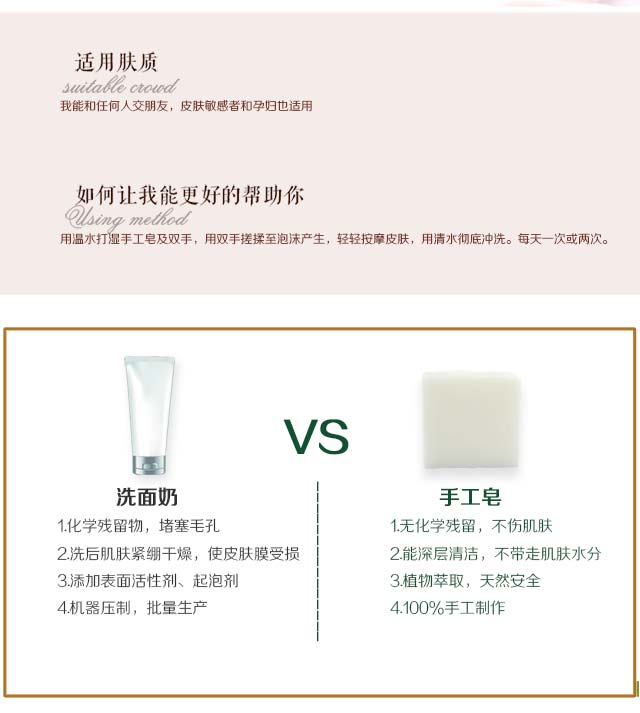 适用肤质
suitable crowd
我能和任何人交朋友，皮肤敏感者和孕妇也适用
如何让我能更好的帮助你
Using method
用温水打湿手工皂及双手，用双手搓揉至泡沫产生，轻轻按摩皮肤，用清水彻底冲洗。每天一次或两次。
VS
洗面奶
1.化学残留物，堵塞毛孔
2.洗后肌肤紧绷干燥，使皮肤膜受损
3.添加表面活性剂、起泡剂
4.机器压制，批量生产
手工皂
1.无化学残留，不伤肌肤
2.能深层清洁，不带走肌肤水分
3.植物萃取，天然安全
4.100%手工制作